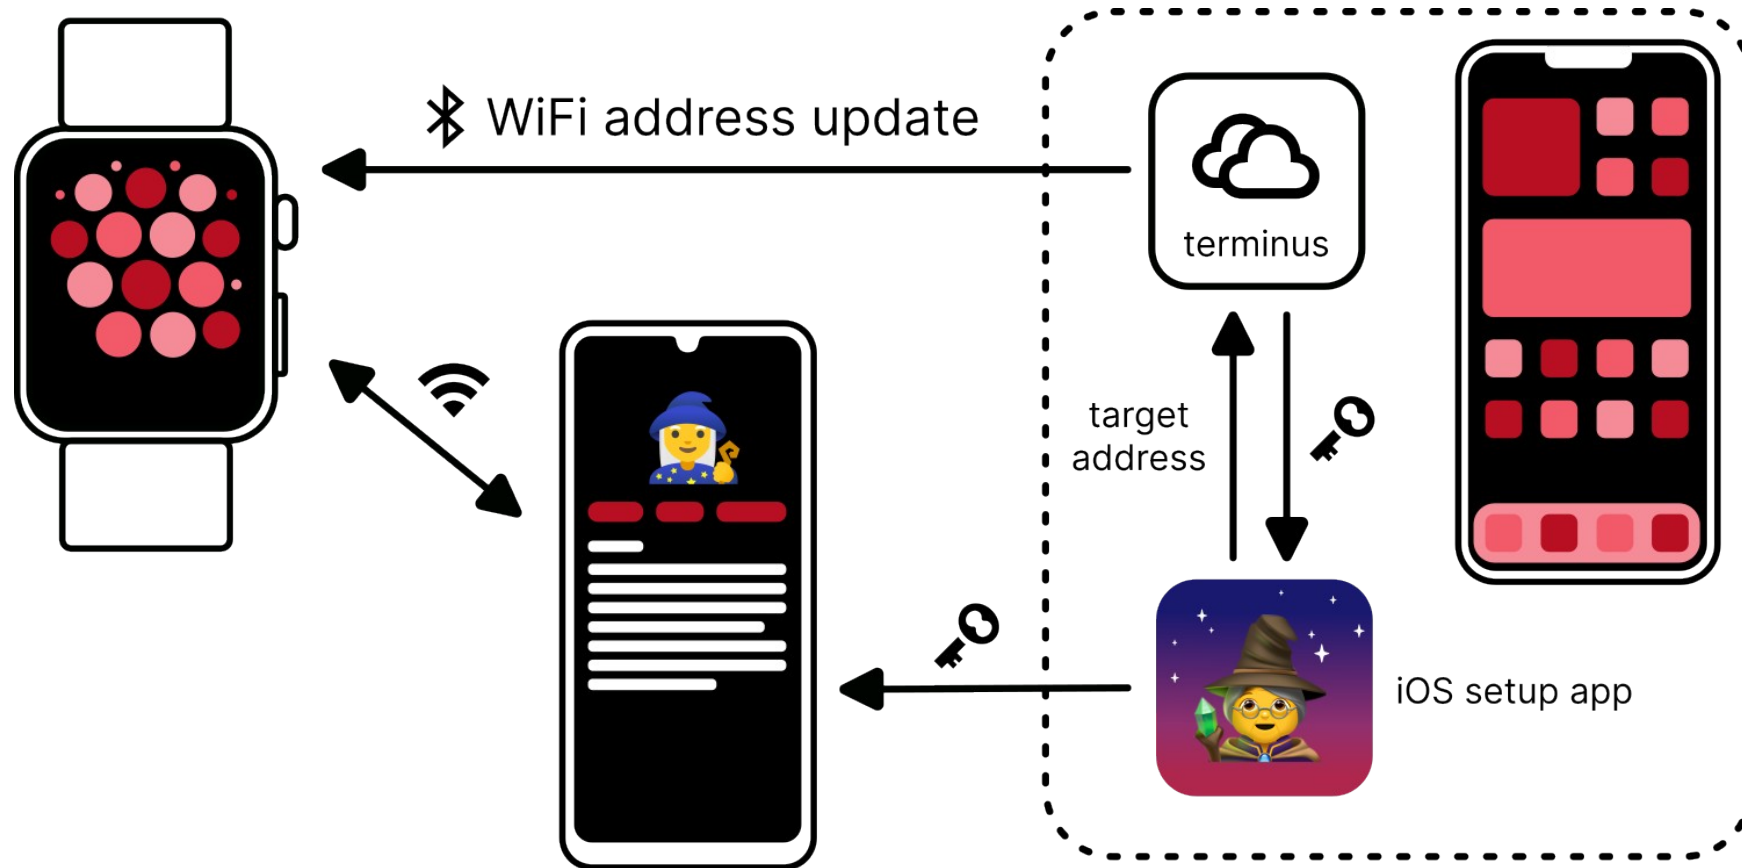 WiFi address update
terminus
target
address
iOS setup app